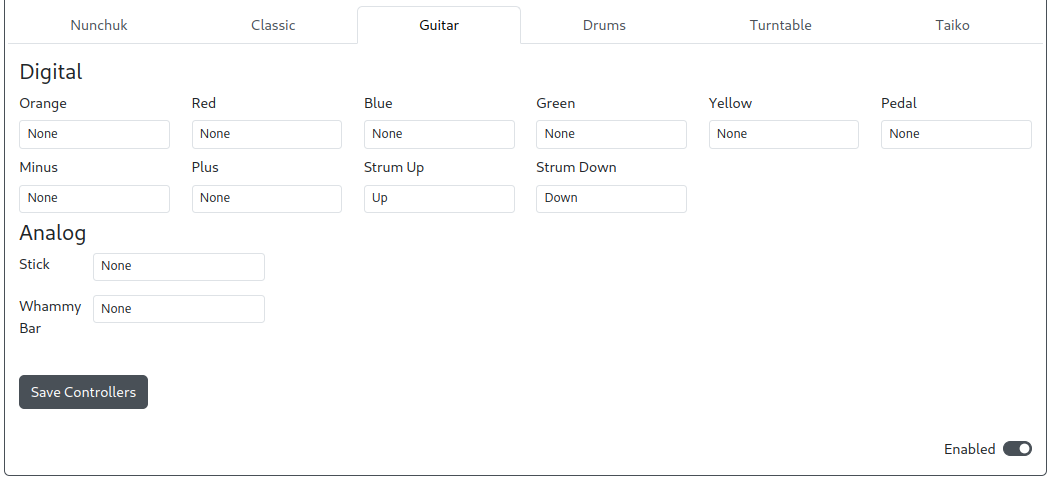 Nunchuk Classic Guitar Drums Turntable Taiko
Digital
Orange Red Blue Green Yellow Pedal
None None None None None None
Minus Plus Strum Up Strum Down
None None Up Down
Analog
Stick None
Whammy None
Bar
Save Controllers
Enabled